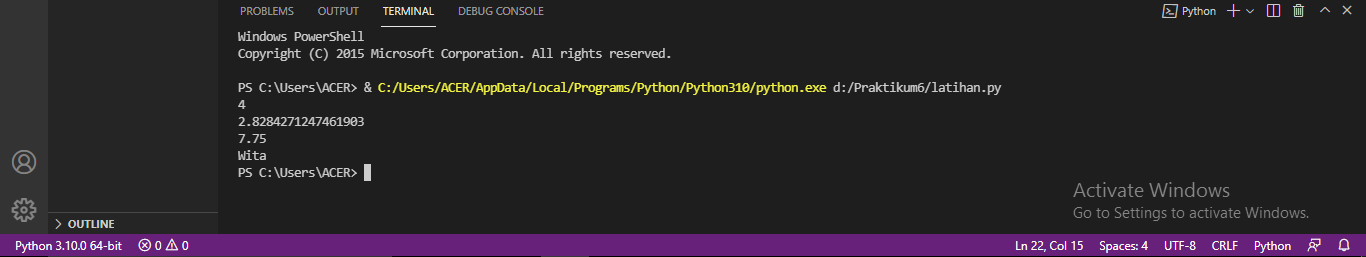 PROBLEMS OUTPUT TERMINAL DEBUG CONSOLE Python
Windows PowerShell
Copyright (C) 2015 Microsoft Corporation. All rights reserved.
PS C:\Users\ACER> & C:/Users/ACER/AppData/Local/Programs/Python/Python310/python.exe d:/Praktikum6/latihan.py
4
2.8284271247461903
7.75
Wita
PS C:\Users\ACER>
Activate Windows
Go to Settings to activate Windows.
OUTLINE
Python 3.10.0 64-bit 0 0 Ln 22, Col 15 Spaces: 4 UTF-8 CRLF Python